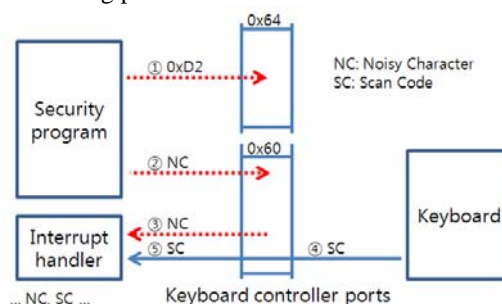 0x64
① 0xD2
NC: Noisy Character
SC: Scan Code
Security
program
0x60
② NC
③ NC
Keyboard
Interrupt
handler
⑤ SC
④ SC
... NC, SC ...
Keyboard controller ports